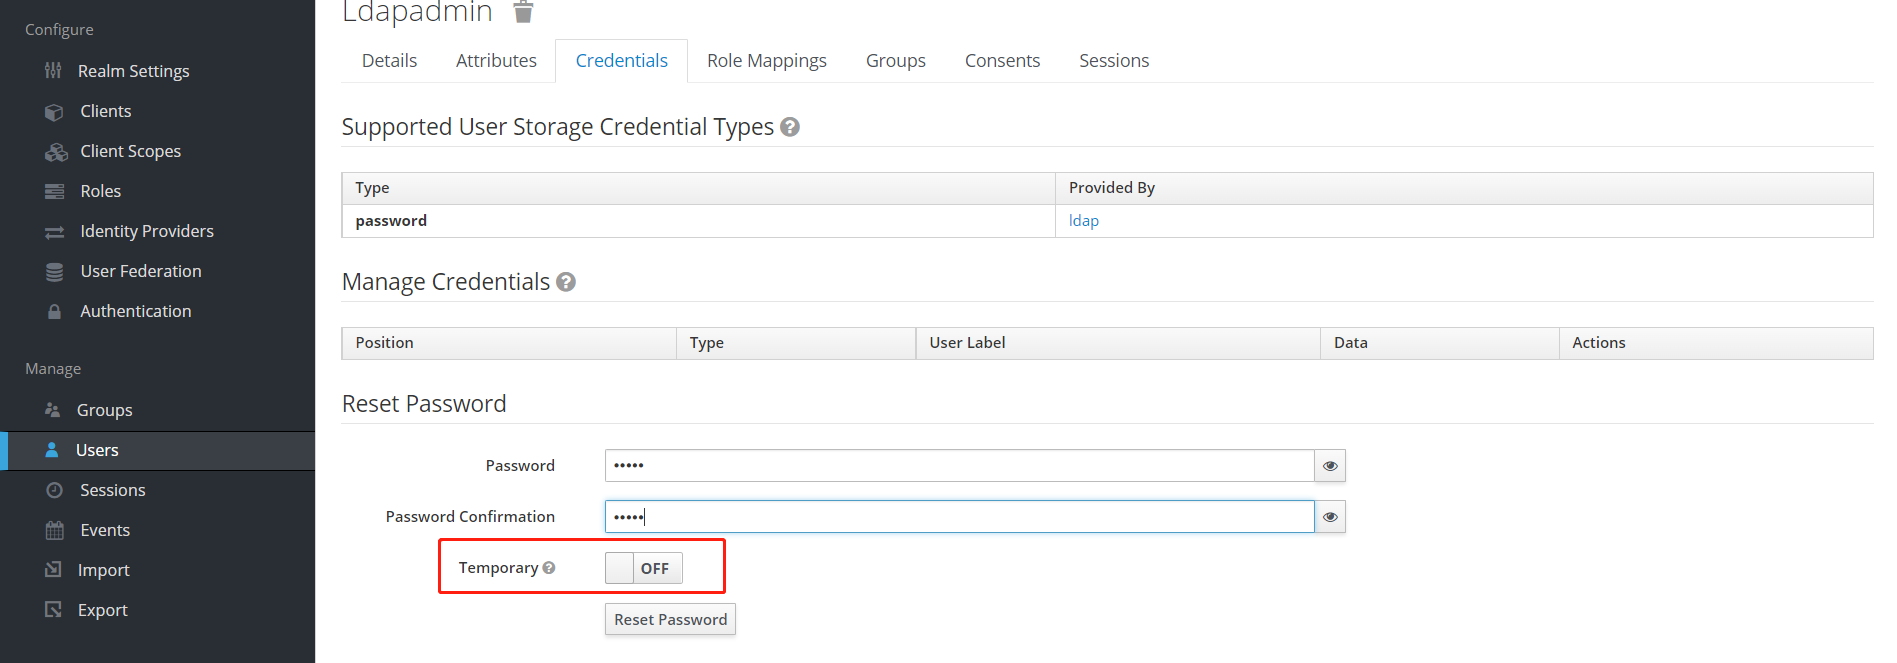 Configure
Realm Settings
Clients
Client Scopes
Roles
Identity Providers
User Federation
Authentication
Manage
Groups
Users
Sessions
Events
Import
Export
Ldapadmin
Details Attributes Credentials Role Mappings Groups Consents Sessions
Supported User Storage Credential Types
Type Provided By
password ldap
Manage Credentials
Position Type User Label Data Actions
Reset Password
Password •••••
Password Confirmation •••••
Temporary OFF
Reset Password